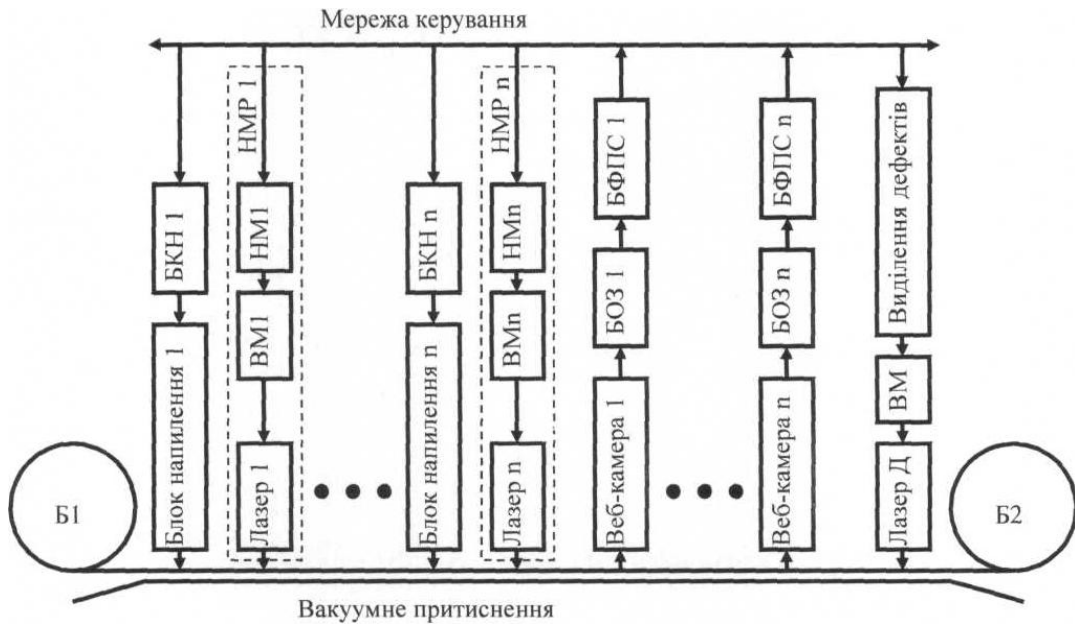 Мережа керування
БКН 1
Блок напилення 1
НМР 1
НМ1
ВМ1
Лазер 1
БКН n
Блок напилення n
НМР n
НМn
ВМn
Лазер n
БФПС 1
БОЗ 1
Веб-камера 1
БФПС n
БОЗ n
Веб-камера n
Виділення дефектів
ВМ
Лазер Д
Б1
Б2
Вакуумне притиснення